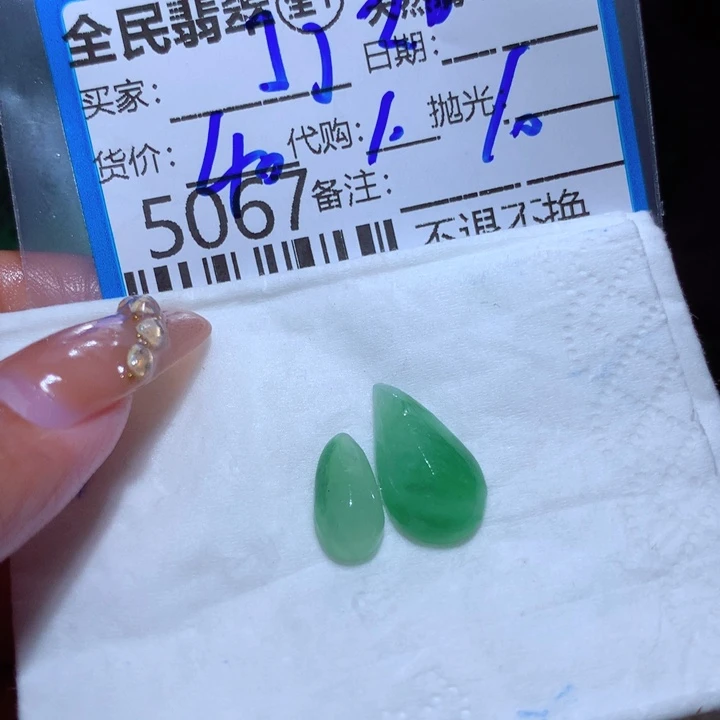 全民翡翠
日期：
买家：
货价： 40 代购： 抛光：
5067 备注：
不退不换